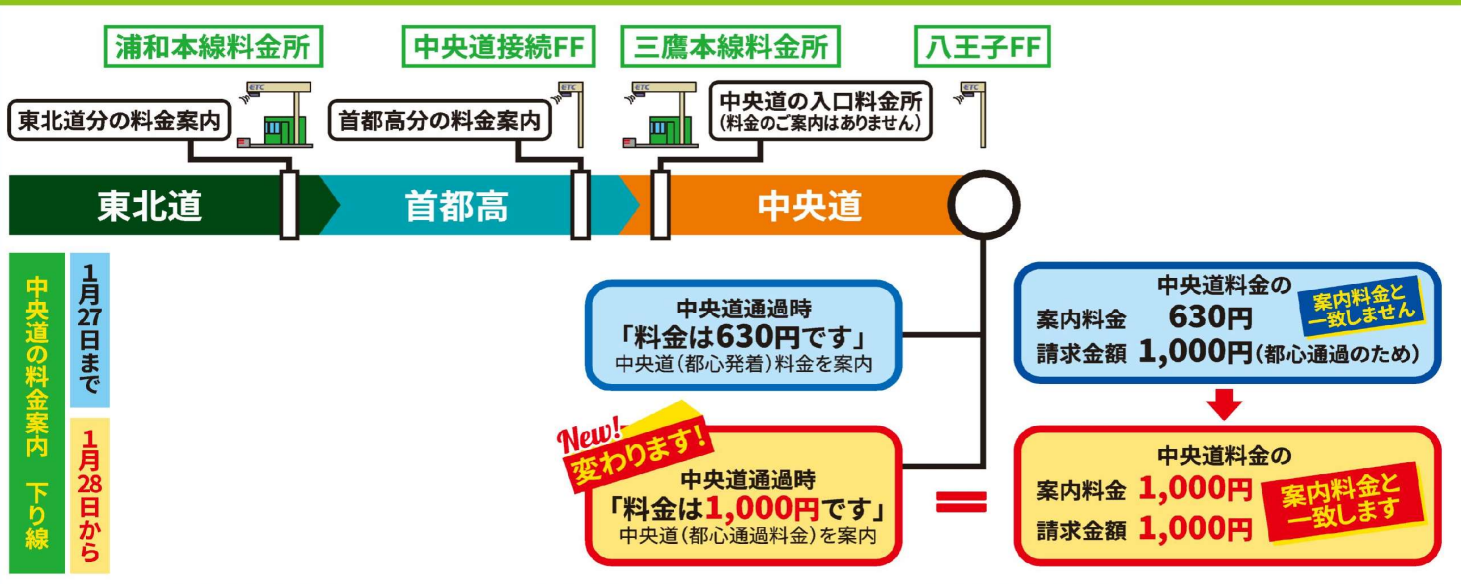 浦和本線料金所
中央道接続FF
三鷹本線料金所
八王子FF
ETC
ETC
ETC
ETC
東北道分の料金案内
首都高分の料金案内
中央道の入口料金所
(料金のご案内はありません)
東北道
首都高
中央道
中央道の料金案内 下り線
1月27日まで
中央道通過時
「料金は630円です」
中央道(都心発着)料金を案内
中央道料金の
案内料金 630円
請求金額 1,000円(都心通過のため)
案内料金と
一致しません
1月28日から
New!
変わります!
中央道通過時
「料金は1,000円です」
中央道(都心通過料金)を案内
中央道料金の
案内料金 1,000円
請求金額 1,000円
案内料金と
一致します